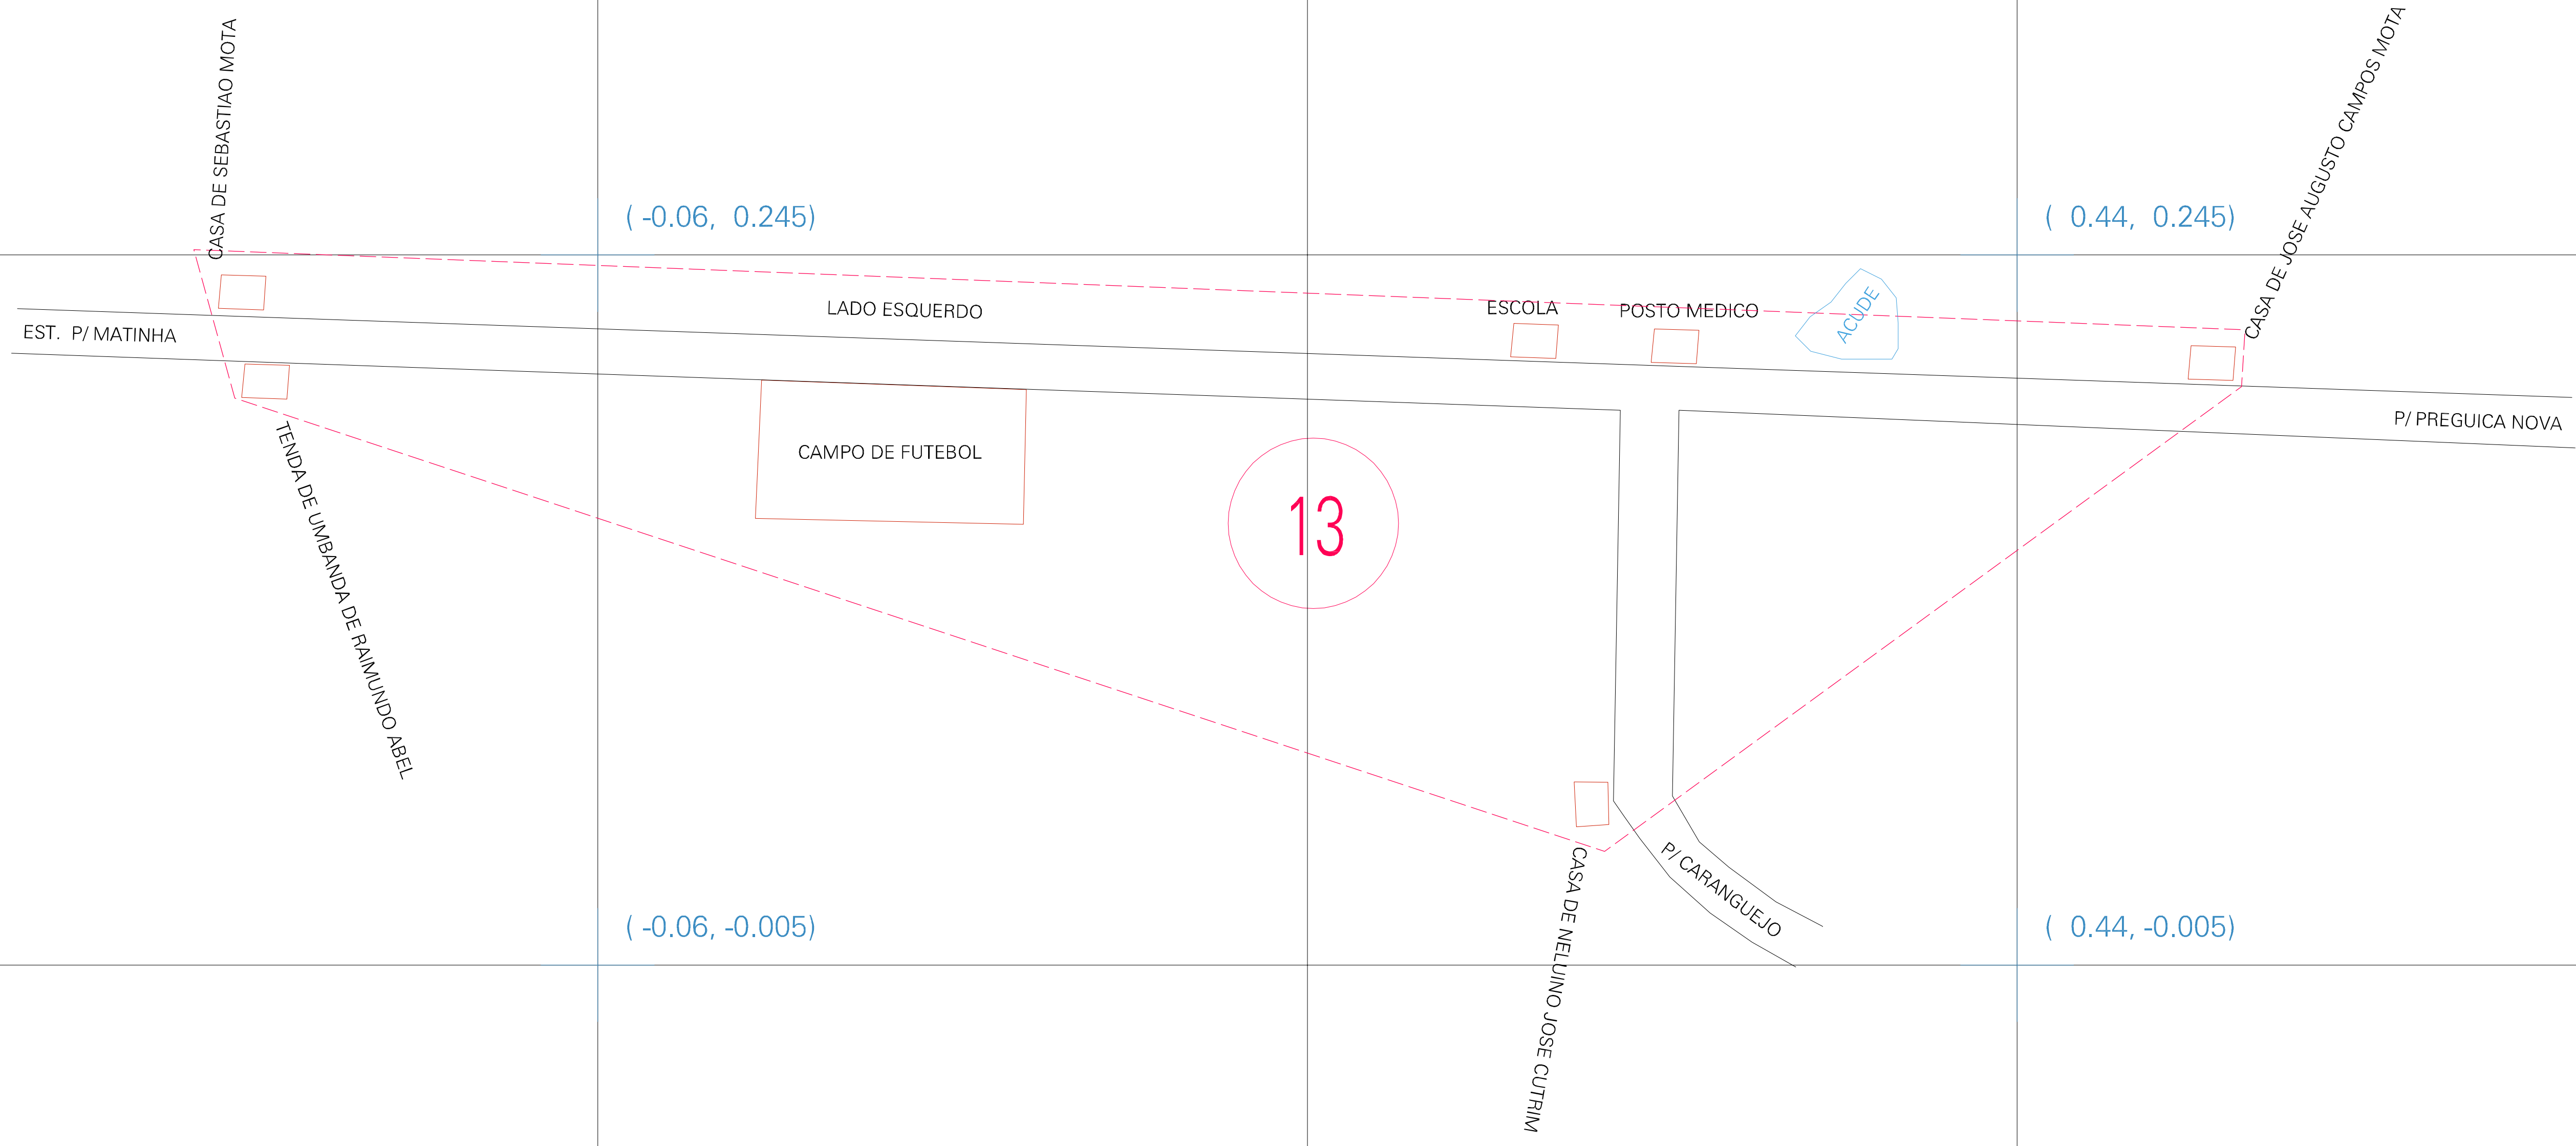 CASA DE SEBASTIAO MOTA
CASA DE JOSE AUGUSTO CAMPOS MOTA
( -0.06, 0.245)
( 0.44, 0.245)
LADO ESQUERDO
ESCOLA
POSTO MEDICO
ACUDE
EST. P/ MATINHA
P/ PREGUICA NOVA
CAMPO DE FUTEBOL
13
TENDA DE UMBANDA DE RAIMUNDO ABEL
P/ CARANGUEJO
CASA DE NELUINO JOSE CUTRIM
( -0.06, -0.005)
( 0.44, -0.005)